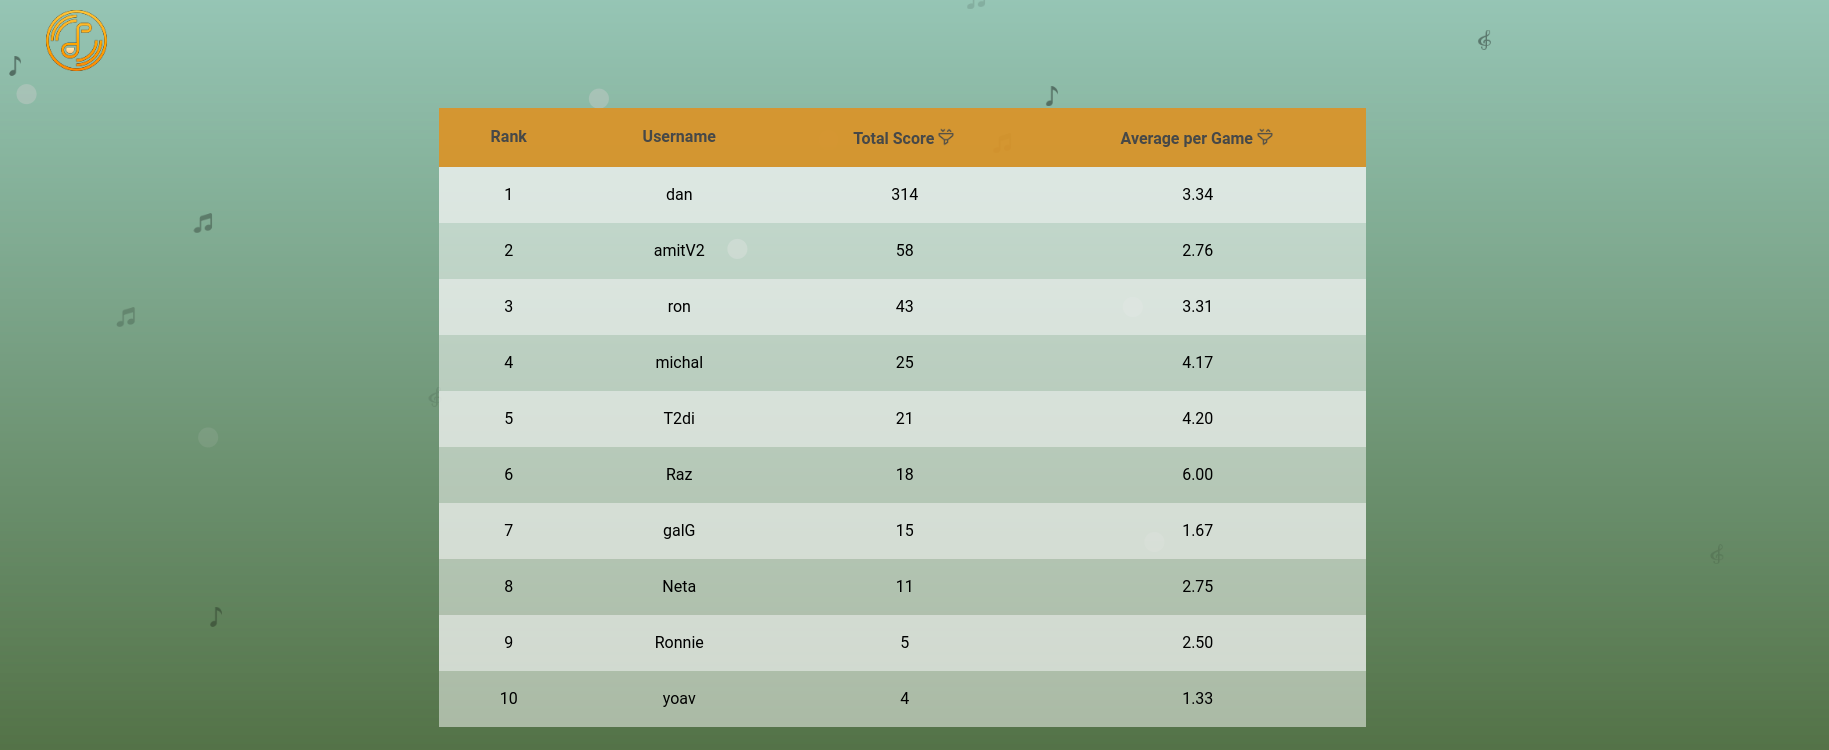 Rank Username Total Score Average per Game
1 dan 314 3.34
2 amitV2 58 2.76
3 ron 43 3.31
4 michal 25 4.17
5 T2di 21 4.20
6 Raz 18 6.00
7 galG 15 1.67
8 Neta 11 2.75
9 Ronnie 5 2.50
10 yoav 4 1.33